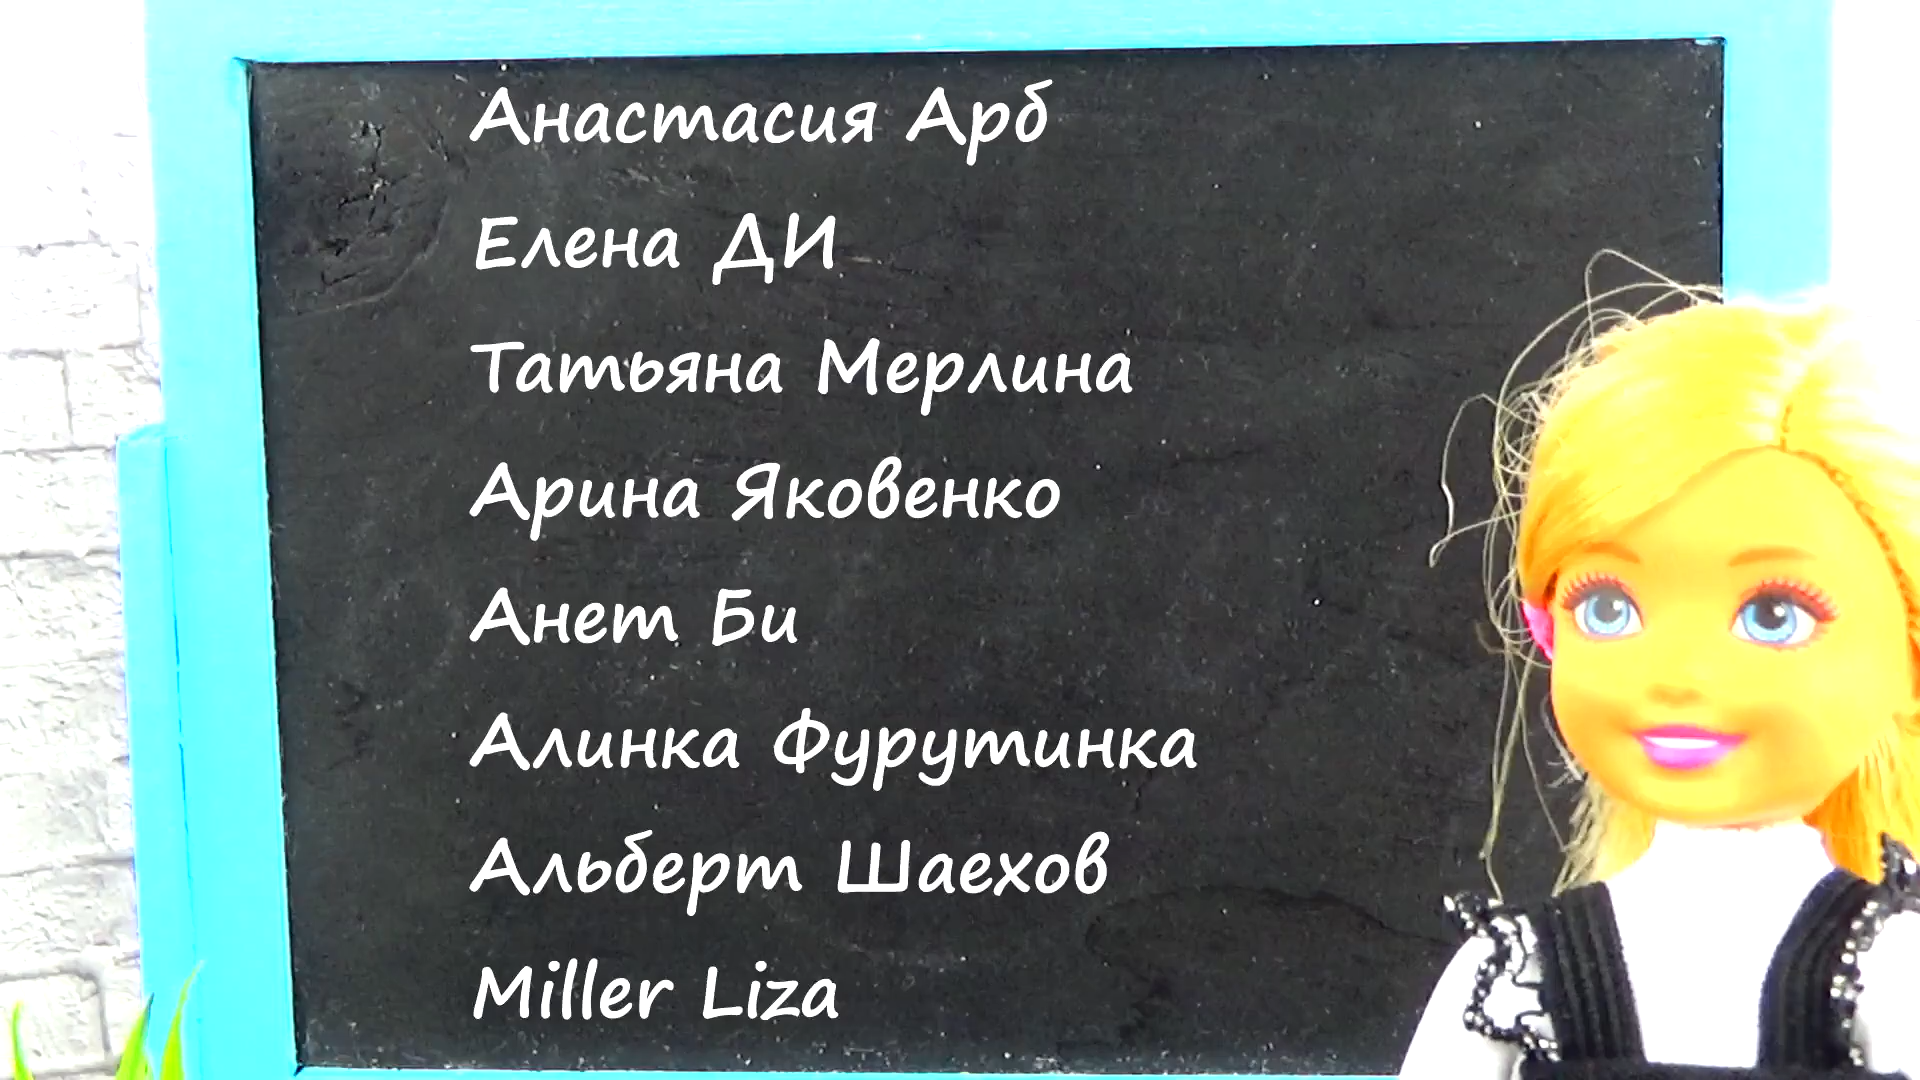 Анастасия Арб
Елена ДИ
Татьяна Мерлина
Арина Яковенко
Анет Би
Алинка Фурутинка
Альберт Шаехов
Miller Liza